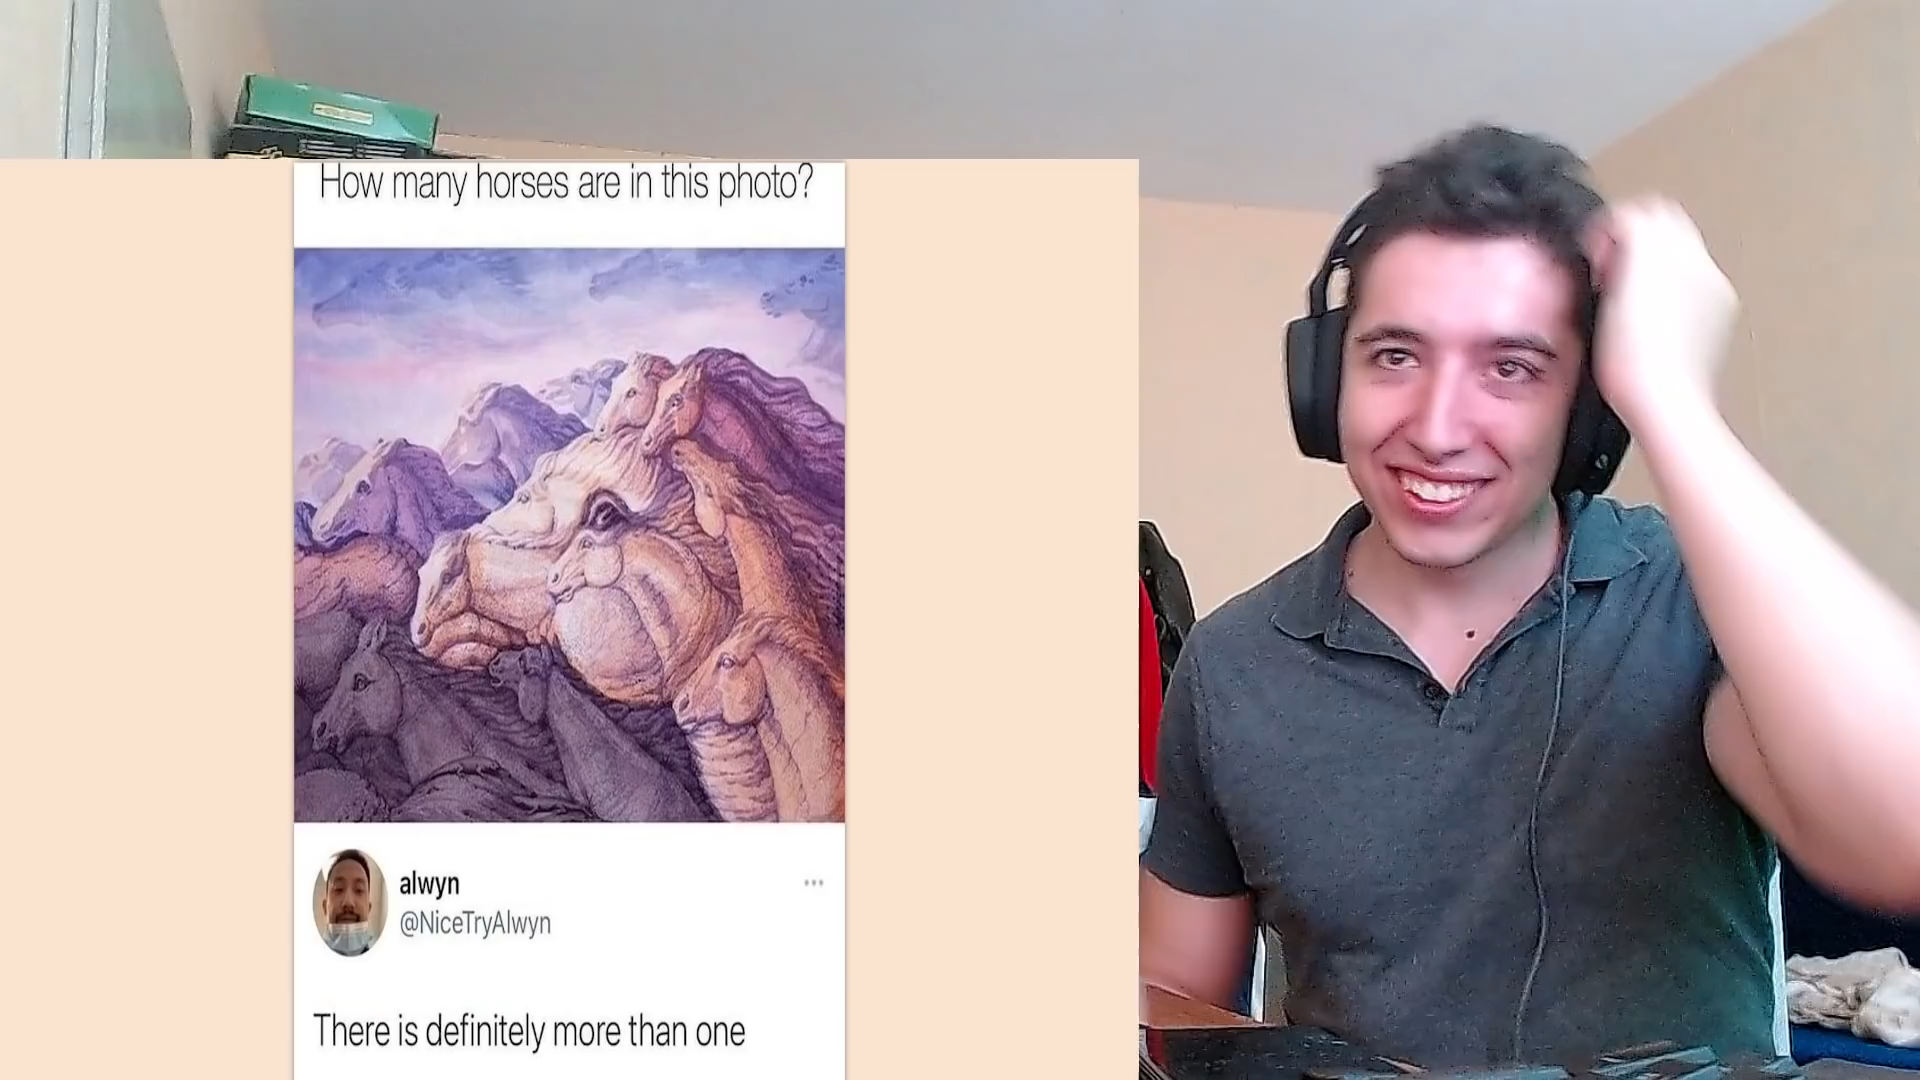 How many horses are in this photo?
alwyn
@NiceTryAlwyn
There is definitely more than one